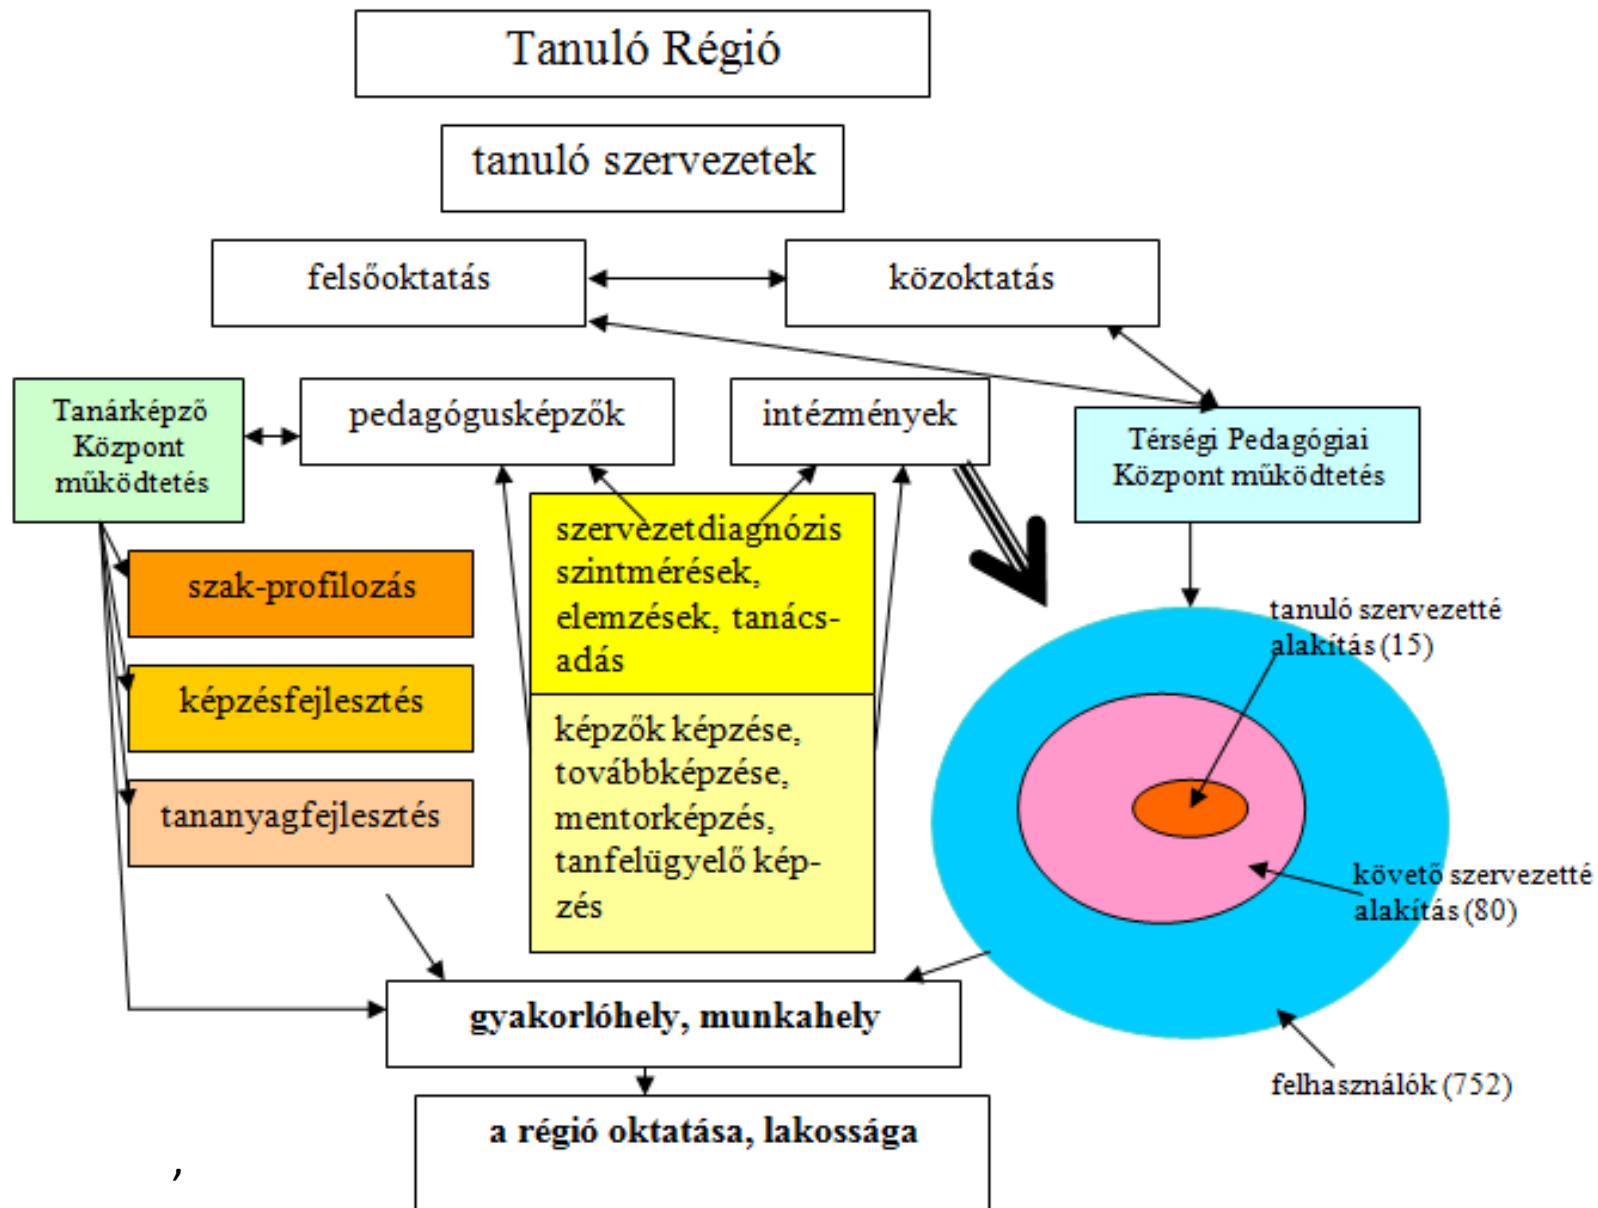 Tanuló Régió
tanuló szervezetek
felsőoktatás
közoktatás
Tanárképző
Központ
működtetés
pedagógusképzők
intézmények
Térségi Pedagógiai
Központ működtetés
szervezetdiagnózis
szintmérések,
elemzések, tanács-
adás
szak-profilozás
képzésfejlesztés
tananyagfejlesztés
képzők képzése,
továbbképzése,
mentorképzés,
tanfelügyelő kép-
zés
tanuló szervezetté
alakítás (15)
követő szervezetté
alakítás (80)
felhasználók (752)
gyakorlóhely, munkahely
a régió oktatása, lakossága
,